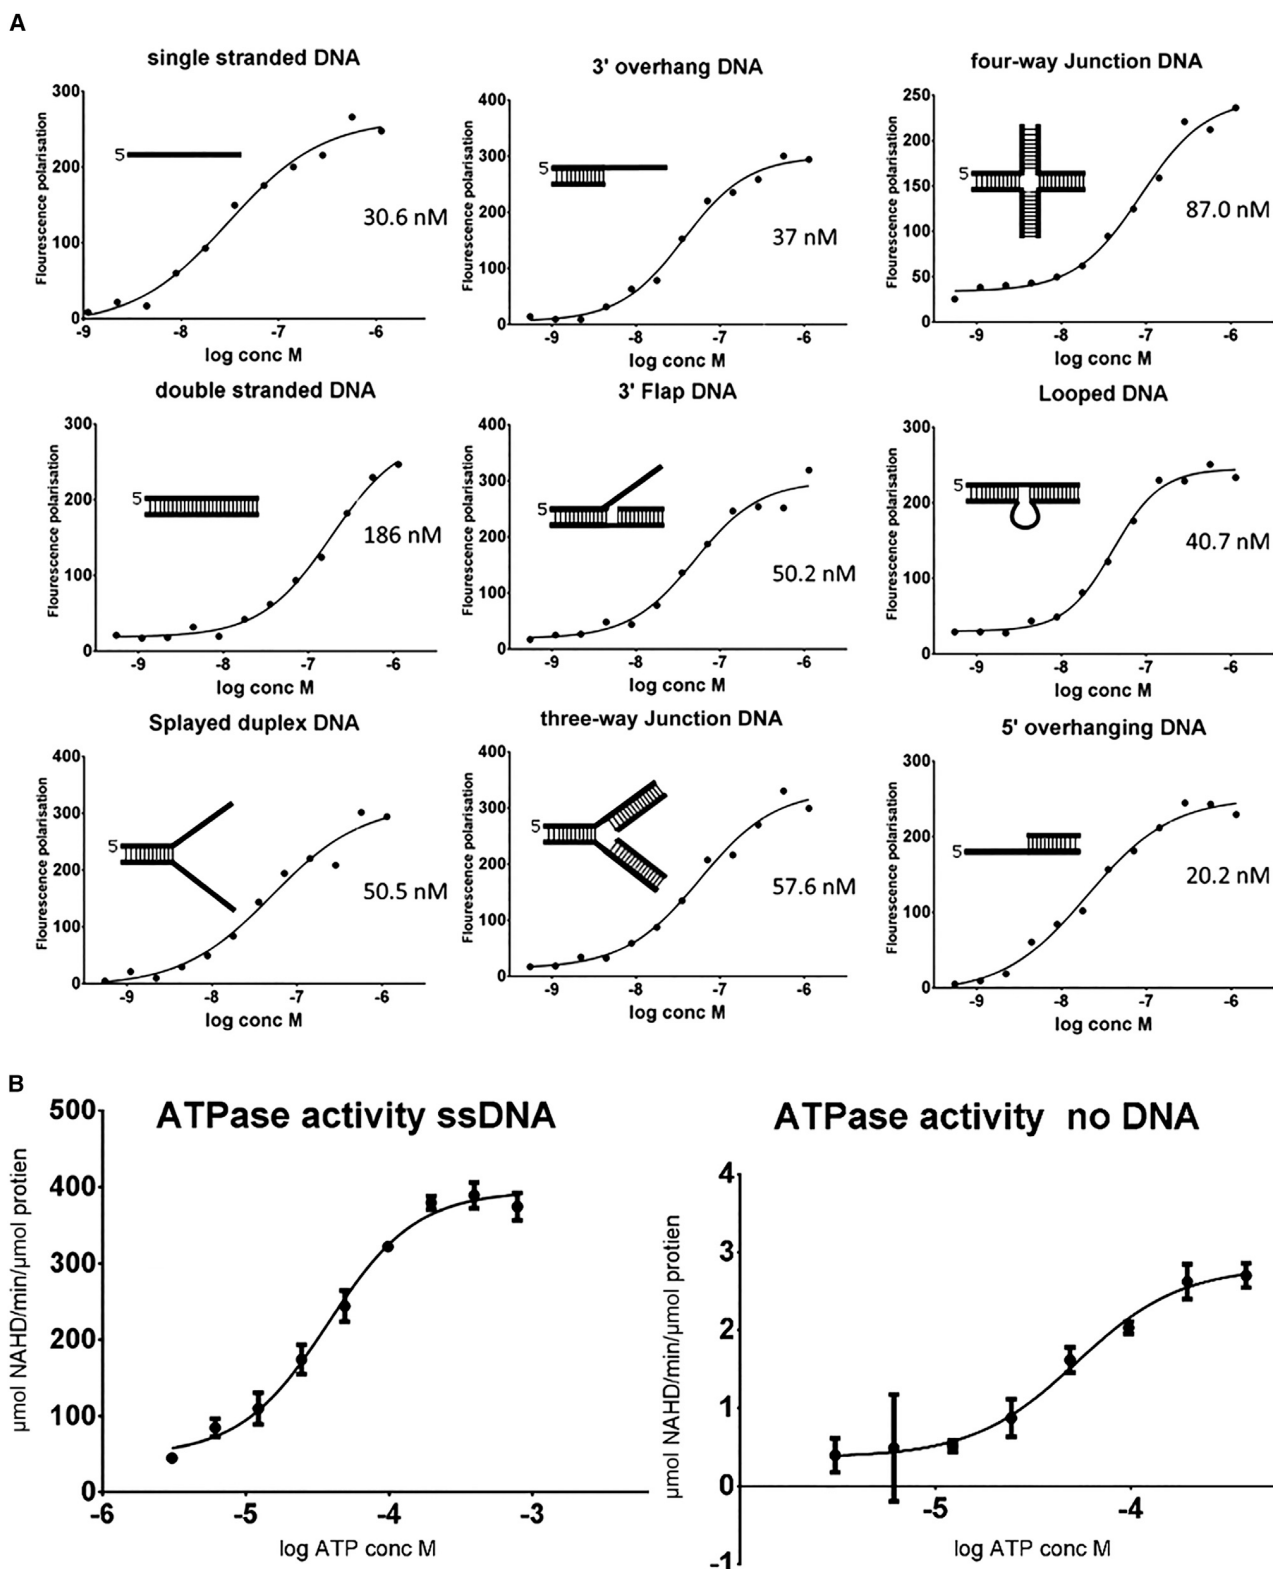 A
single stranded DNA
300
200
100
0
-9
-8
-7
-6
Flourescence polarisation
log conc M
5
30.6 nM
3' overhang DNA
400
300
200
100
0
-9
-8
-7
-6
Flourescence polarisation
log conc M
5
37 nM
four-way Junction DNA
250
200
150
100
50
0
-9
-8
-7
-6
Flourescence polarisation
log conc M
5
87.0 nM
double stranded DNA
300
200
100
0
-9
-8
-7
-6
Flourescence polarisation
log conc M
5
186 nM
3' Flap DNA
400
300
200
100
0
-9
-8
-7
-6
Flourescence polarisation
log conc M
5
50.2 nM
Looped DNA
300
200
100
0
-9
-8
-7
-6
Flourescence polarisation
log conc M
5
40.7 nM
Splayed duplex DNA
400
300
200
100
0
-9
-8
-7
-6
Flourescence polarisation
log conc M
5
50.5 nM
three-way Junction DNA
400
300
200
100
0
-9
-8
-7
-6
Flourescence polarisation
log conc M
5
57.6 nM
5' overhanging DNA
300
200
100
0
-9
-8
-7
-6
Flourescence polarisation
log conc M
5
20.2 nM
B
ATPase activity ssDNA
500
400
300
200
100
0
-6
-5
-4
-3
µmol NAHD/min/µmol protien
log ATP conc M
ATPase activity no DNA
4
3
2
1
0
-1
-5
-4
µmol NAHD/min/µmol protien
log ATP conc M